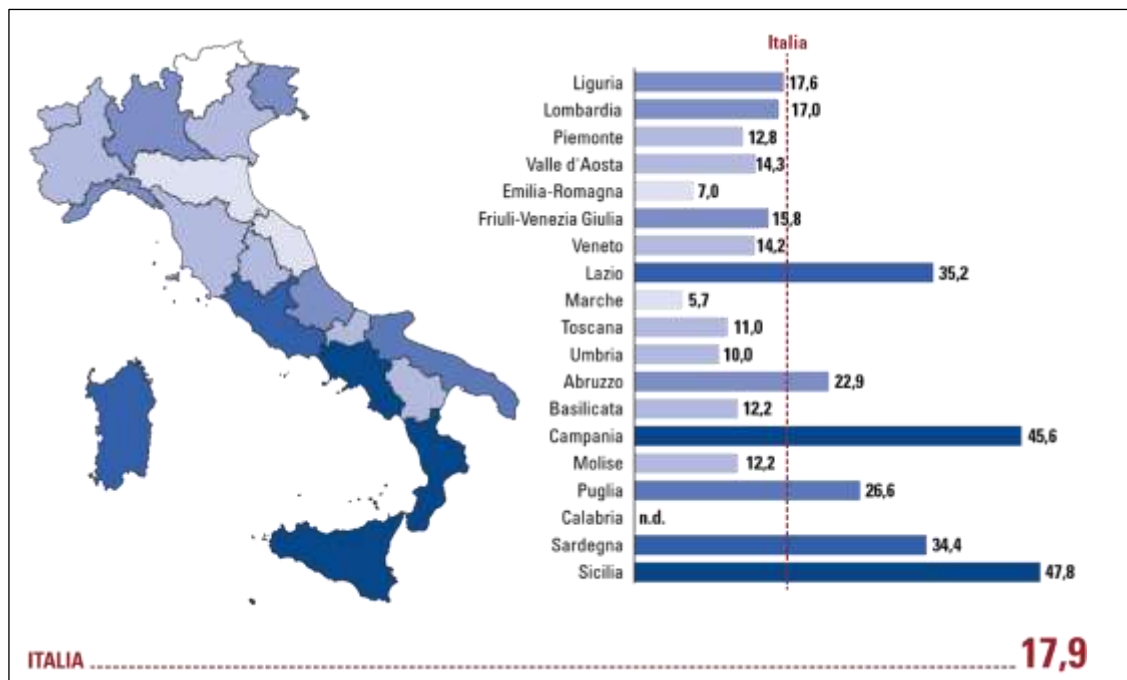 Italia
Liguria 17,6
Lombardia 17,0
Piemonte 12,8
Valle d'Aosta 14,3
Emilia-Romagna 7,0
Friuli-Venezia Giulia 15,8
Veneto 14,2
Lazio 35,2
Marche 5,7
Toscana 11,0
Umbria 10,0
Abruzzo 22,9
Basilicata 12,2
Campania 45,6
Molise 12,2
Puglia 26,6
Calabria n.d.
Sardegna 34,4
Sicilia 47,8
ITALIA 17,9